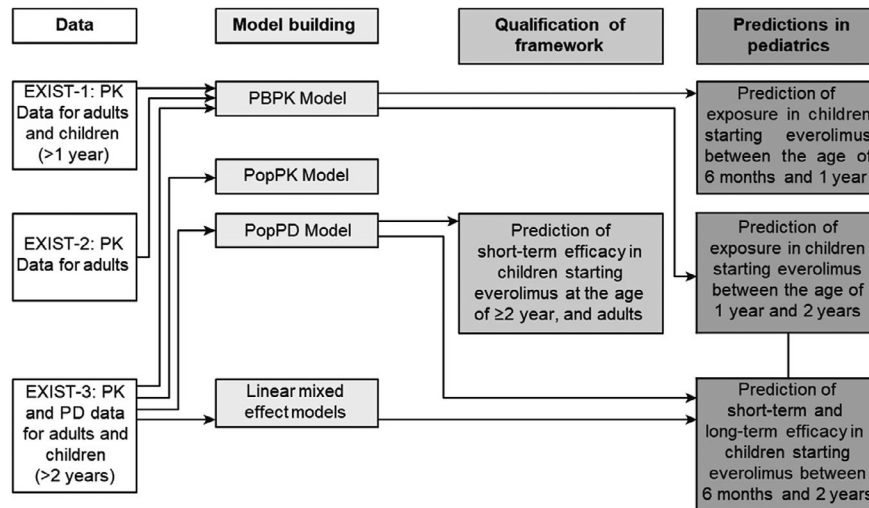 Data
Model building
Qualification of
framework
Predictions in
pediatrics
EXIST-1: PK
Data for adults
and children
(>1 year)
PBPK Model
Prediction of
exposure in children
starting everolimus
between the age of
6 months and 1 year
PopPK Model
EXIST-2: PK
Data for adults
PopPD Model
Prediction of
short-term efficacy in
children starting
everolimus at the age
of ≥2 year, and adults
Prediction of
exposure in children
starting everolimus
between the age of
1 year and 2 years
EXIST-3: PK
and PD data
for adults and
children
(>2 years)
Linear mixed
effect models
Prediction of
short-term and
long-term efficacy in
children starting
everolimus between
6 months and 2 years